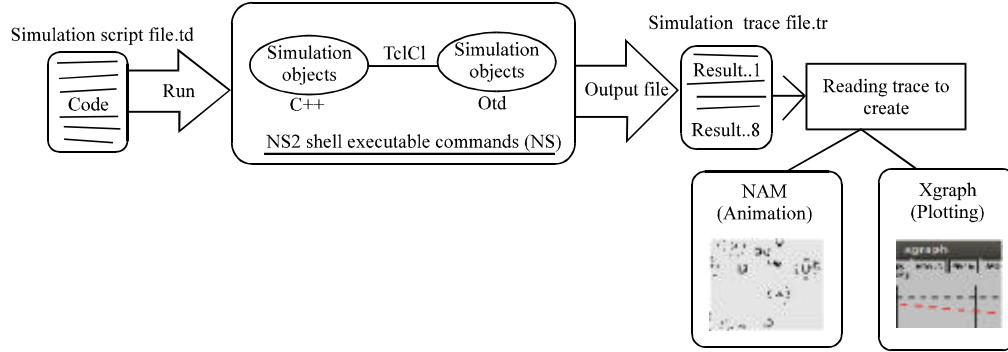 Simulation script file.td
Code
Run
Simulation
objects
C++
TclCl
Simulation
objects
Otd
NS2 shell executable commands (NS)
Output file
Simulation trace file.tr
Result..1
Result..8
Reading trace to
create
NAM
(Animation)
Xgraph
(Plotting)
xgraph